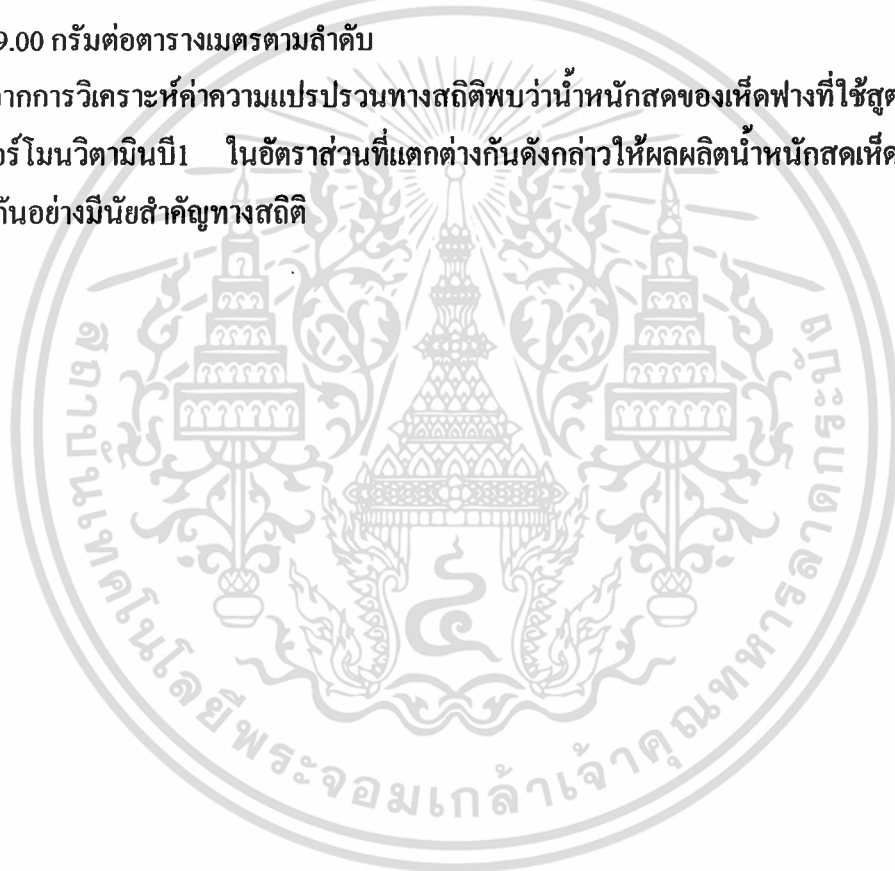 9.00 กรัมต่อตารางเมตรตามลำดับ
จากการวิเคราะห์ค่าความแปรปรวนทางสถิติพบว่าน้ำหนักสดของเห็ดฟางที่ใช้สูต
อร์โมนวิตามินบี1 ในอัตราส่วนที่แตกต่างกันดังกล่าวให้ผลผลิตน้ำหนักสดเห็ด
กันอย่างมีนัยสำคัญทางสถิติ
สถาบันเทคโนโลยีพระจอมเกล้าเจ้าคุณทหารลาดกระบัง